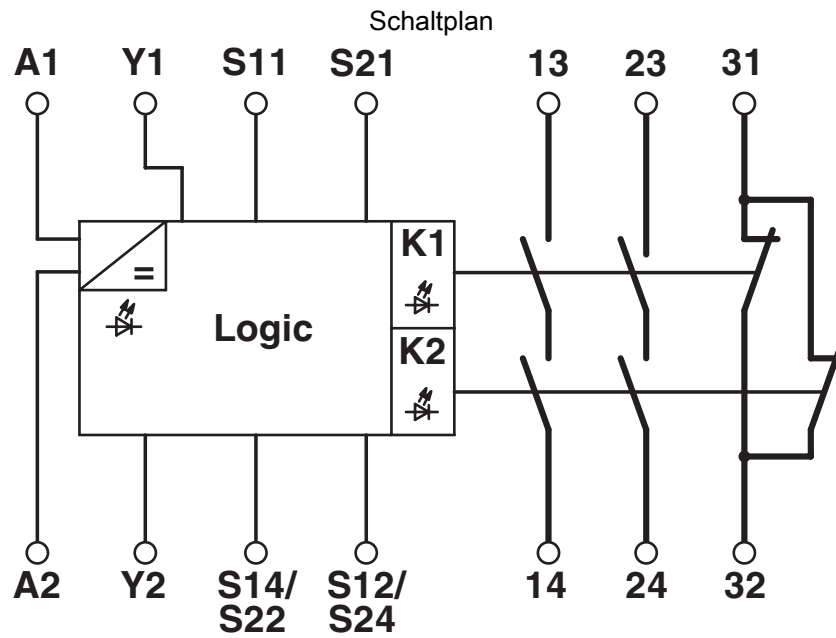 Schaltplan
A1 Y1 S11 S21 13 23 31
K1
=
Logic
K2
A2 Y2 S14/ S12/ 14 24 32
S22 S24